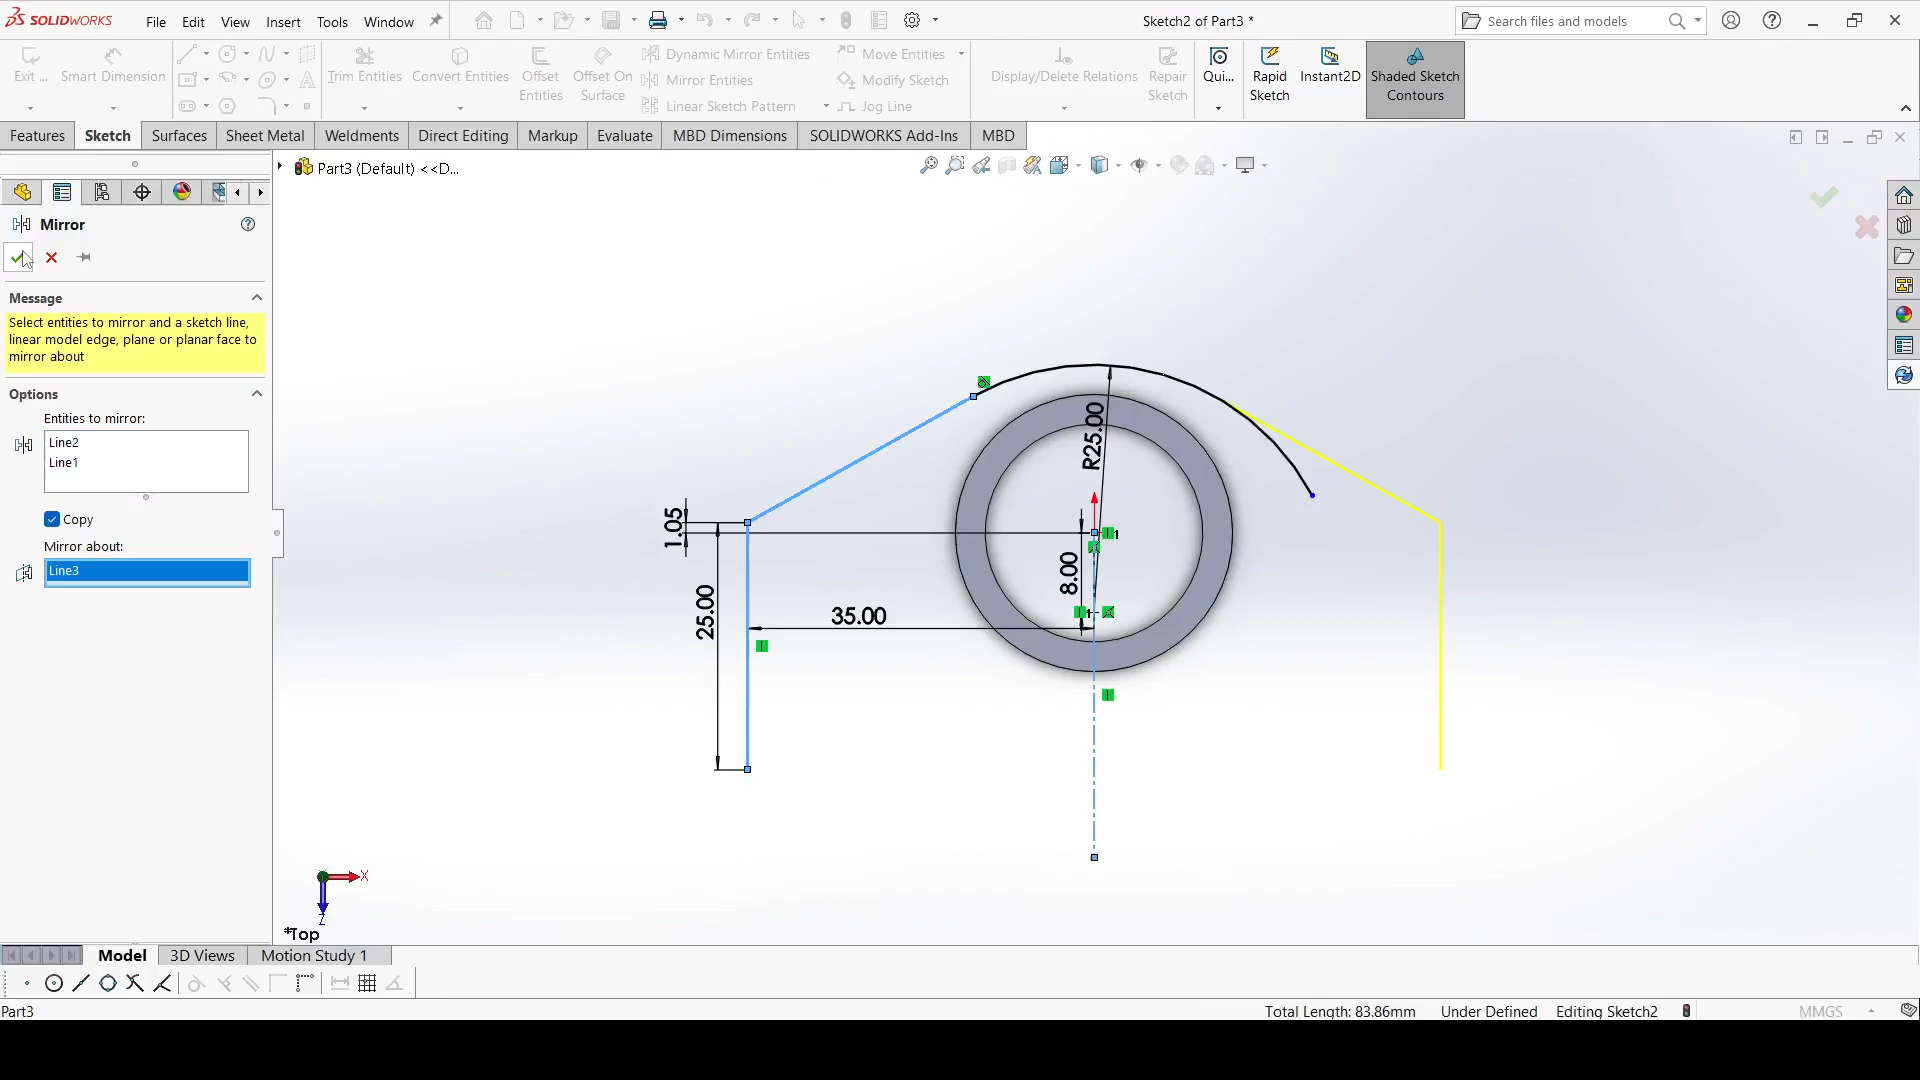 SOLIDWORKS
File
Edit
View
Insert
Tools
Window
Sketch2 of Part3 *
Search files and models
Exit ...
Smart Dimension
Trim Entities
Convert Entities
Offset
Entities
Offset On
Surface
Dynamic Mirror Entities
Mirror Entities
Linear Sketch Pattern
Move Entities
Modify Sketch
Jog Line
Display/Delete Relations
Repair
Sketch
Qui...
Rapid
Sketch
Instant2D
Shaded Sketch
Contours
Features
Sketch
Surfaces
Sheet Metal
Weldments
Direct Editing
Markup
Evaluate
MBD Dimensions
SOLIDWORKS Add-Ins
MBD
Part3 (Default) <<D...
Mirror
Message
Select entities to mirror and a sketch line,
linear model edge, plane or planar face to
mirror about
Options
Entities to mirror:
Line2
Line1
Copy
Mirror about:
Line3
R25.00
1.05
8.00
25.00
35.00
1
1
X
Z
*Top
Model
3D Views
Motion Study 1
Part3
Total Length: 83.86mm
Under Defined
Editing Sketch2
MMGS